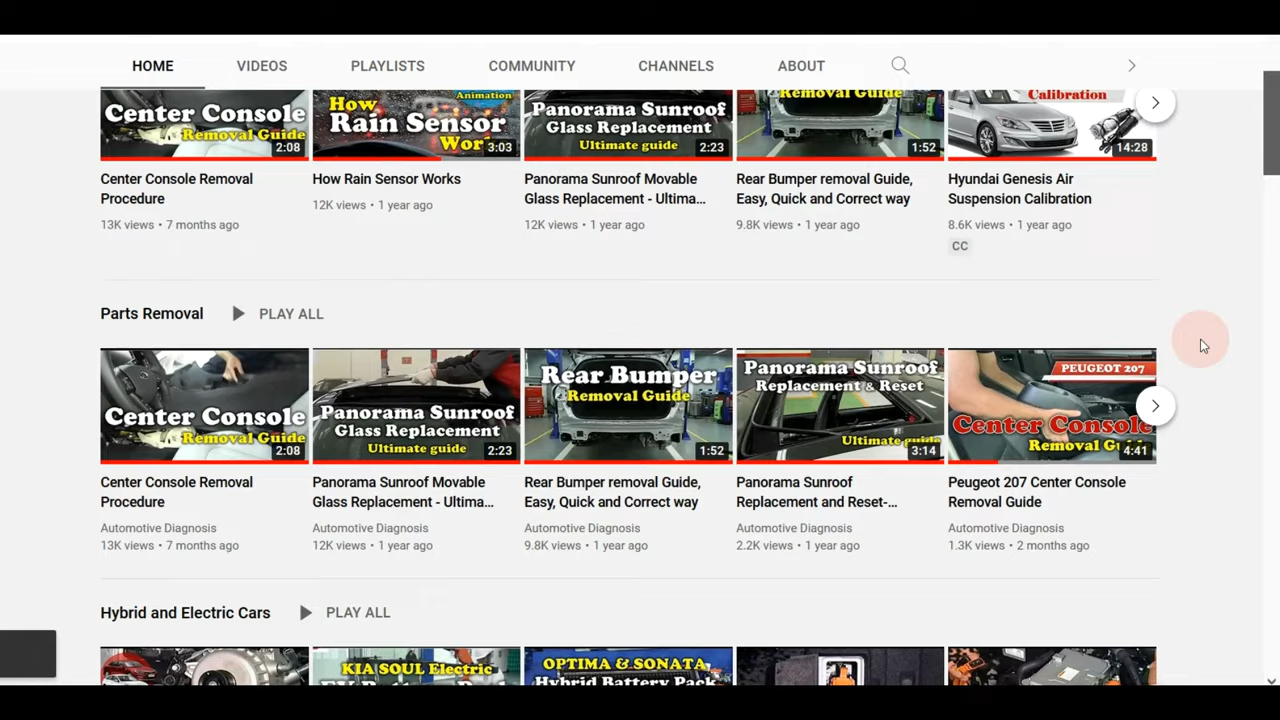 HOME
VIDEOS
PLAYLISTS
COMMUNITY
CHANNELS
ABOUT
Center Console
Removal Guide
2:08
How
Animation
Rain Sensor
Wor
3:03
Panorama Sunroof
Glass Replacement
Ultimate guide
2:23
Removal Guide
1:52
Calibration
14:28
Center Console Removal
Procedure
13K views • 7 months ago
How Rain Sensor Works
12K views • 1 year ago
Panorama Sunroof Movable
Glass Replacement - Ultima...
12K views • 1 year ago
Rear Bumper removal Guide,
Easy, Quick and Correct way
9.8K views • 1 year ago
Hyundai Genesis Air
Suspension Calibration
8.6K views • 1 year ago
CC
Parts Removal
PLAY ALL
Center Console
Removal Guide
2:08
Panorama Sunroof
Glass Replacement
Ultimate guide
2:23
Rear Bumper
Removal Guide
1:52
Panorama Sunroof
Replacement & Reset
Ultimate guide
3:14
PEUGEOT 207
Center Console
Removal Gu
4:41
Center Console Removal
Procedure
Automotive Diagnosis
13K views • 7 months ago
Panorama Sunroof Movable
Glass Replacement - Ultima...
Automotive Diagnosis
12K views • 1 year ago
Rear Bumper removal Guide,
Easy, Quick and Correct way
Automotive Diagnosis
9.8K views • 1 year ago
Panorama Sunroof
Replacement and Reset-...
Automotive Diagnosis
2.2K views • 1 year ago
Peugeot 207 Center Console
Removal Guide
Automotive Diagnosis
1.3K views • 2 months ago
Hybrid and Electric Cars
PLAY ALL
KIA SOUL Electric
OPTIMA & SONATA
Hybrid Battery Pack